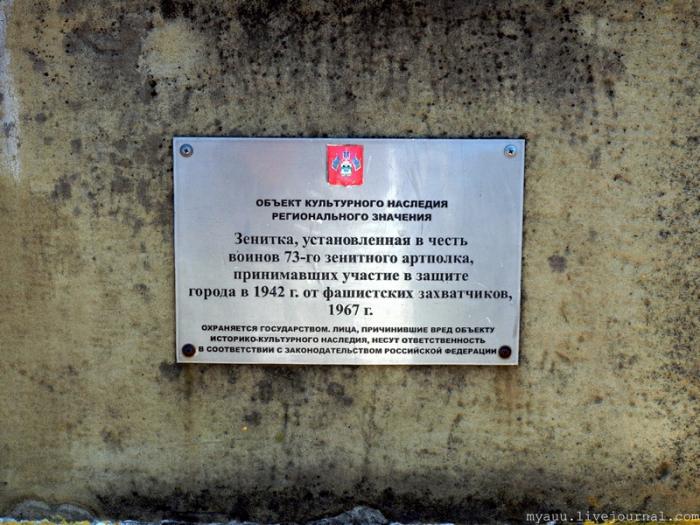 ОБЪЕКТ КУЛЬТУРНОГО НАСЛЕДИЯ
РЕГИОНАЛЬНОГО ЗНАЧЕНИЯ
Зенитка, установленная в честь
воинов 73-го зенитного артполка,
принимавших участие в защите
города в 1942 г. от фашистских захватчиков,
1967 г.
ОХРАНЯЕТСЯ ГОСУДАРСТВОМ. ЛИЦА, ПРИЧИНИВШИЕ ВРЕД ОБЪЕКТУ
ИСТОРИКО-КУЛЬТУРНОГО НАСЛЕДИЯ, НЕСУТ ОТВЕТСТВЕННОСТЬ
В СООТВЕТСТВИИ С ЗАКОНОДАТЕЛЬСТВОМ РОССИЙСКОЙ ФЕДЕРАЦИИ
myauu.livejournal.com